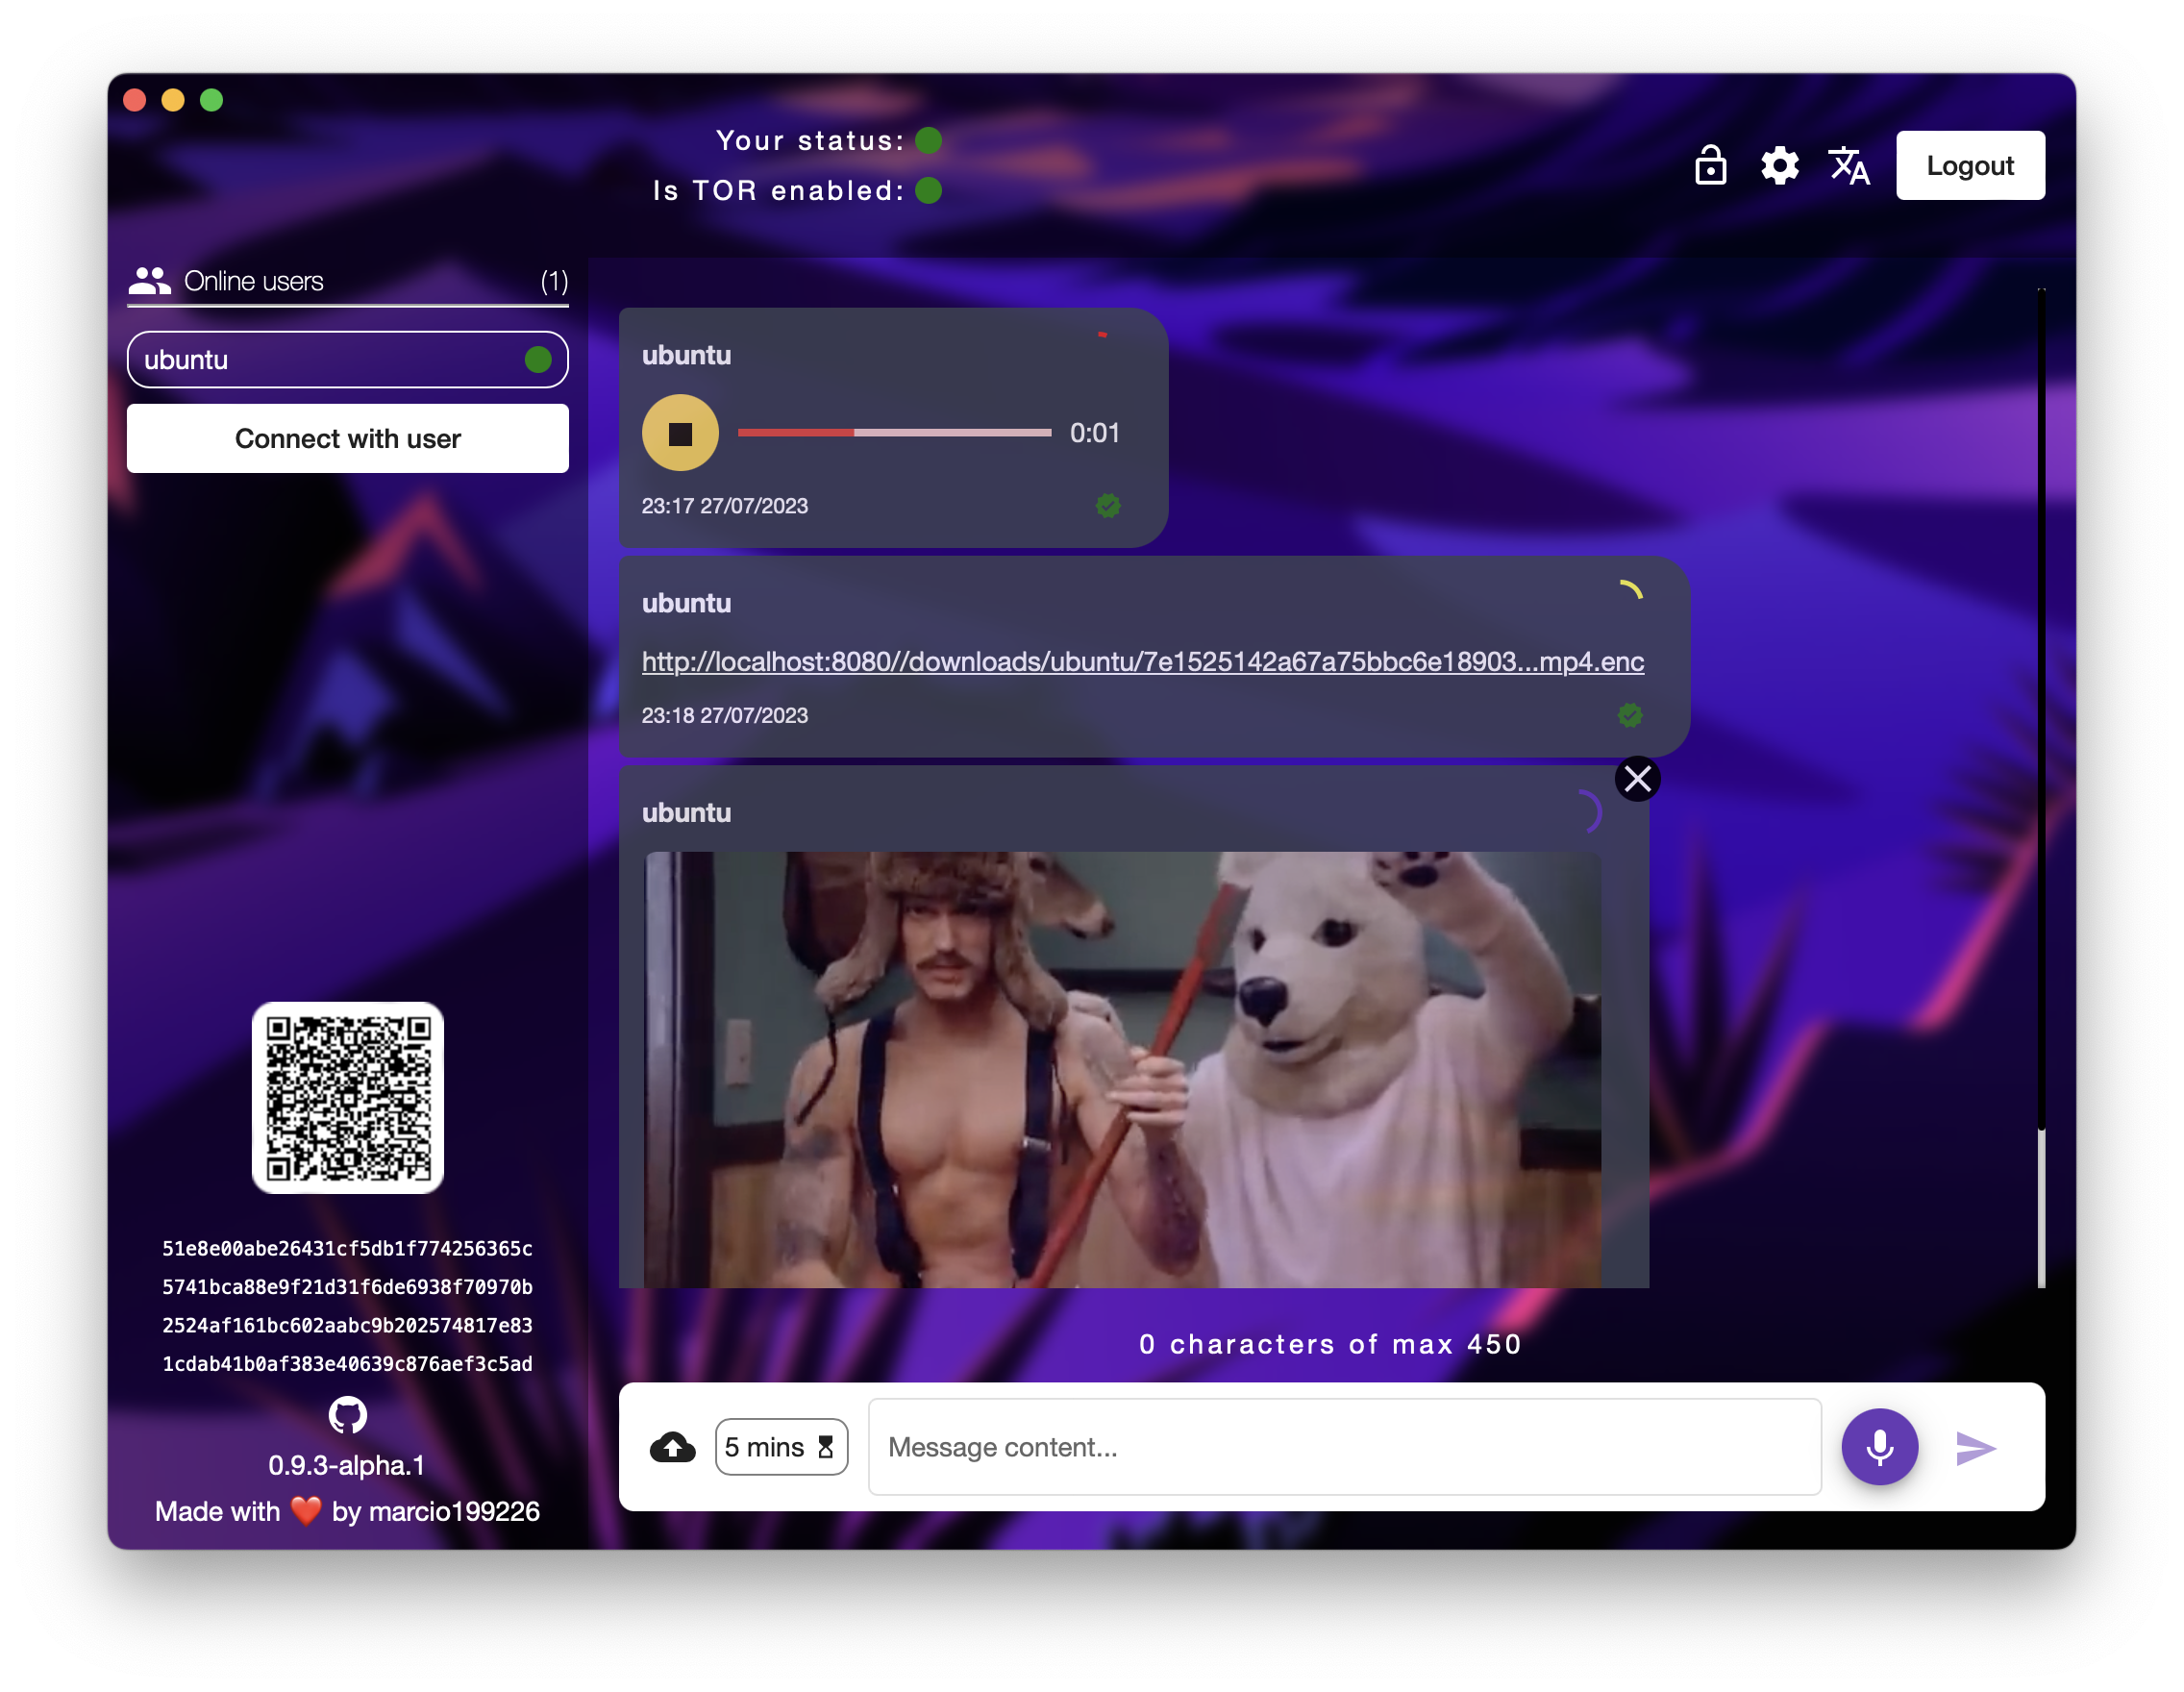 Your status:
Is TOR enabled:
Logout
Online users (1)
ubuntu
Connect with user
ubuntu
0:01
23:17 27/07/2023
ubuntu
http://localhost:8080//downloads/ubuntu/7e1525142a67a75bbc6e18903...mp4.enc
23:18 27/07/2023
ubuntu
51e8e00abe26431cf5db1f774256365c
5741bca88e9f21d31f6de6938f70970b
2524af161bc602aabc9b202574817e83
1cdab41b0af383e40639c876aef3c5ad
0.9.3-alpha.1
Made with ❤️ by marcio199226
0 characters of max 450
5 mins
Message content...